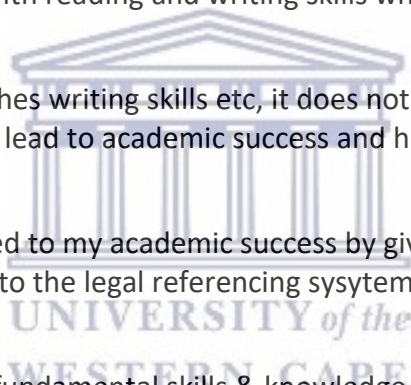 ith reading and writing skills wh
hes writing skills etc, it does not
lead to academic success and h
ed to my academic success by giv
to the legal referencing sysytem
UNIVERSITY of the
fundamental skills & knowledge
WESTERN CAPE